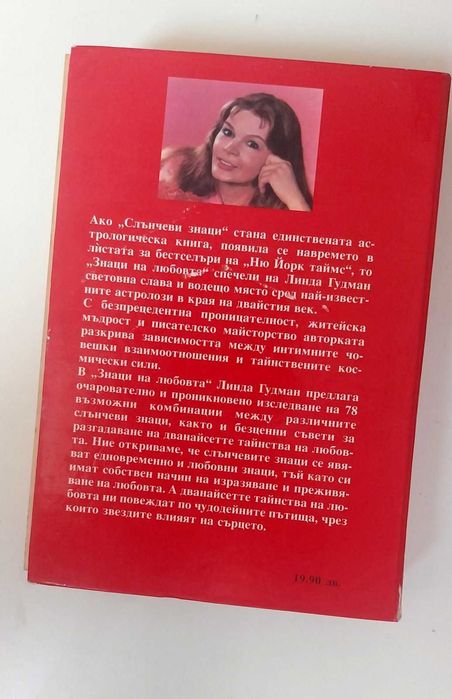 Ако „Слънчеви знаци“ стана единствената ас-
трологическа книга, появила се навремето в
листата за бестселъри на „Ню Йорк таймс“, то
„Знаци на любовта“ спечели на Линда Гудман
световна слава и водещо място сред най-извест-
ните астролози в края на двайстия век.
С безпрецедентна проницателност, житейска
мъдрост и писателско майсторство авторката
разкрива зависимостта между интимните чо-
вешки взаимоотношения и тайнствените кос-
мически сили.
В „Знаци на любовта“ Линда Гудман предлага
очарователно и проникновено изследване на 78
възможни комбинации между различните
слънчеви знаци, както и безценни съвети за
разгадаване на дванайсетте тайнства на любов-
та. Ние откриваме, че слънчевите знаци се явя-
ват едновременно и любовни знаци, тъй като си
имат собствен начин на изразяване и преживя-
ване на любовта. А дванайсетте тайнства на лю-
бовта ни повеждат по чудодейните пътища, чрез
които звездите влияят на сърцето.
19.90 лв.